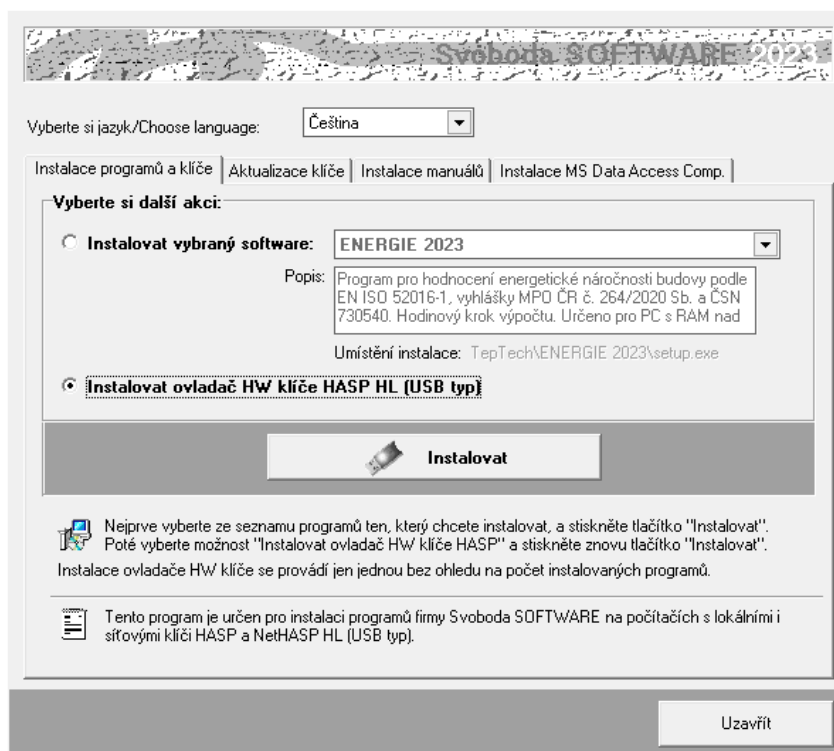 Svoboda SOFTWARE 2023
Vyberte si jazyk/Choose language:
Čeština
Instalace programů a klíče
Aktualizace klíče
Instalace manuálů
Instalace MS Data Access Comp.
Vyberte si další akci:
Instalovat vybraný software:
ENERGIE 2023
Popis:
Program pro hodnocení energetické náročnosti budovy podle
EN ISO 52016-1, vyhlášky MPO ČR č. 264/2020 Sb. a ČSN
730540. Hodinový krok výpočtu. Určeno pro PC s RAM nad
Umístění instalace: TepTech\ENERGIE 2023\setup.exe
Instalovat ovladač HW klíče HASP HL (USB typ)
Instalovat
Nejprve vyberte ze seznamu programů ten, který chcete instalovat, a stiskněte tlačítko "Instalovat".
Poté vyberte možnost "Instalovat ovladač HW klíče HASP" a stiskněte znovu tlačítko "Instalovat".
Instalace ovladače HW klíče se provádí jen jednou bez ohledu na počet instalovaných programů.
Tento program je určen pro instalaci programů firmy Svoboda SOFTWARE na počítačích s lokálními i
síťovými klíči HASP a NetHASP HL (USB typ).
Uzavřít